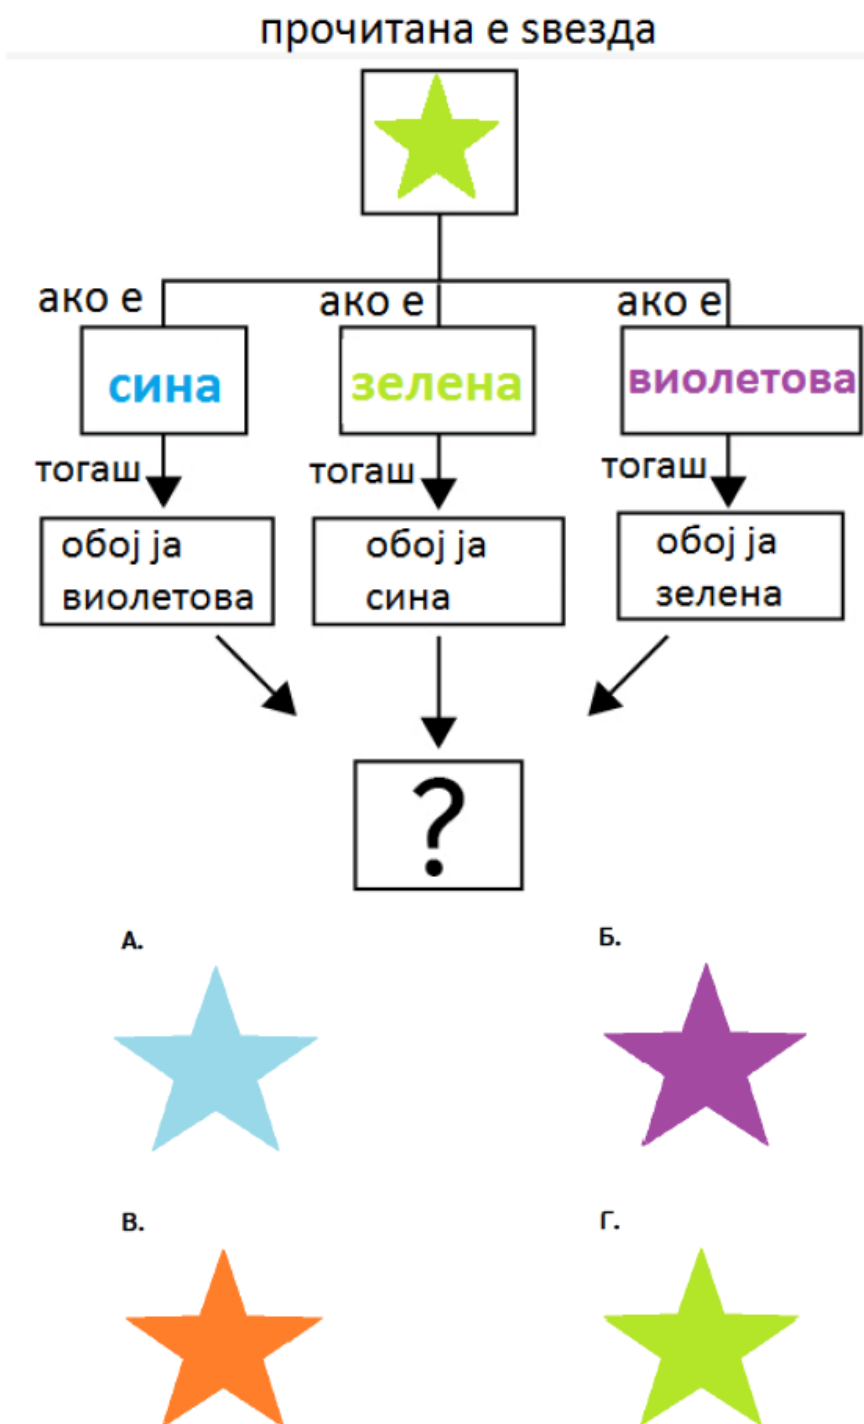 прочитана е ѕвезда
ако е
ако е
ако е
сина
зелена
виолетова
тогаш
тогаш
тогаш
обој ја
виолетова
обој ја
сина
обој ја
зелена
?
А.
Б.
В.
Г.